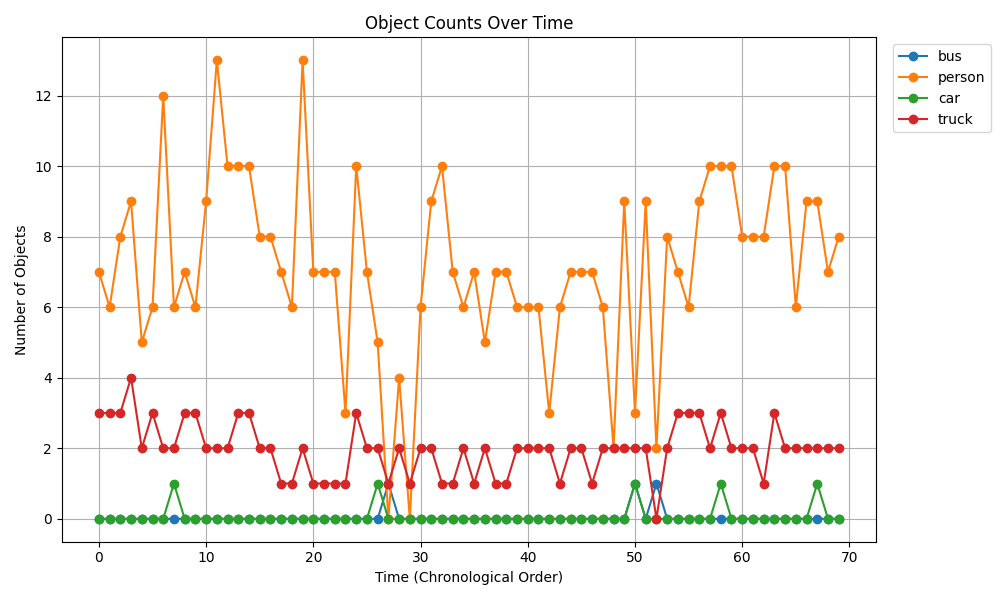 Object Counts Over Time
bus
person
car
truck
Number of Objects
12
10
8
6
4
2
0
0 10 20 30 40 50 60 70
Time (Chronological Order)